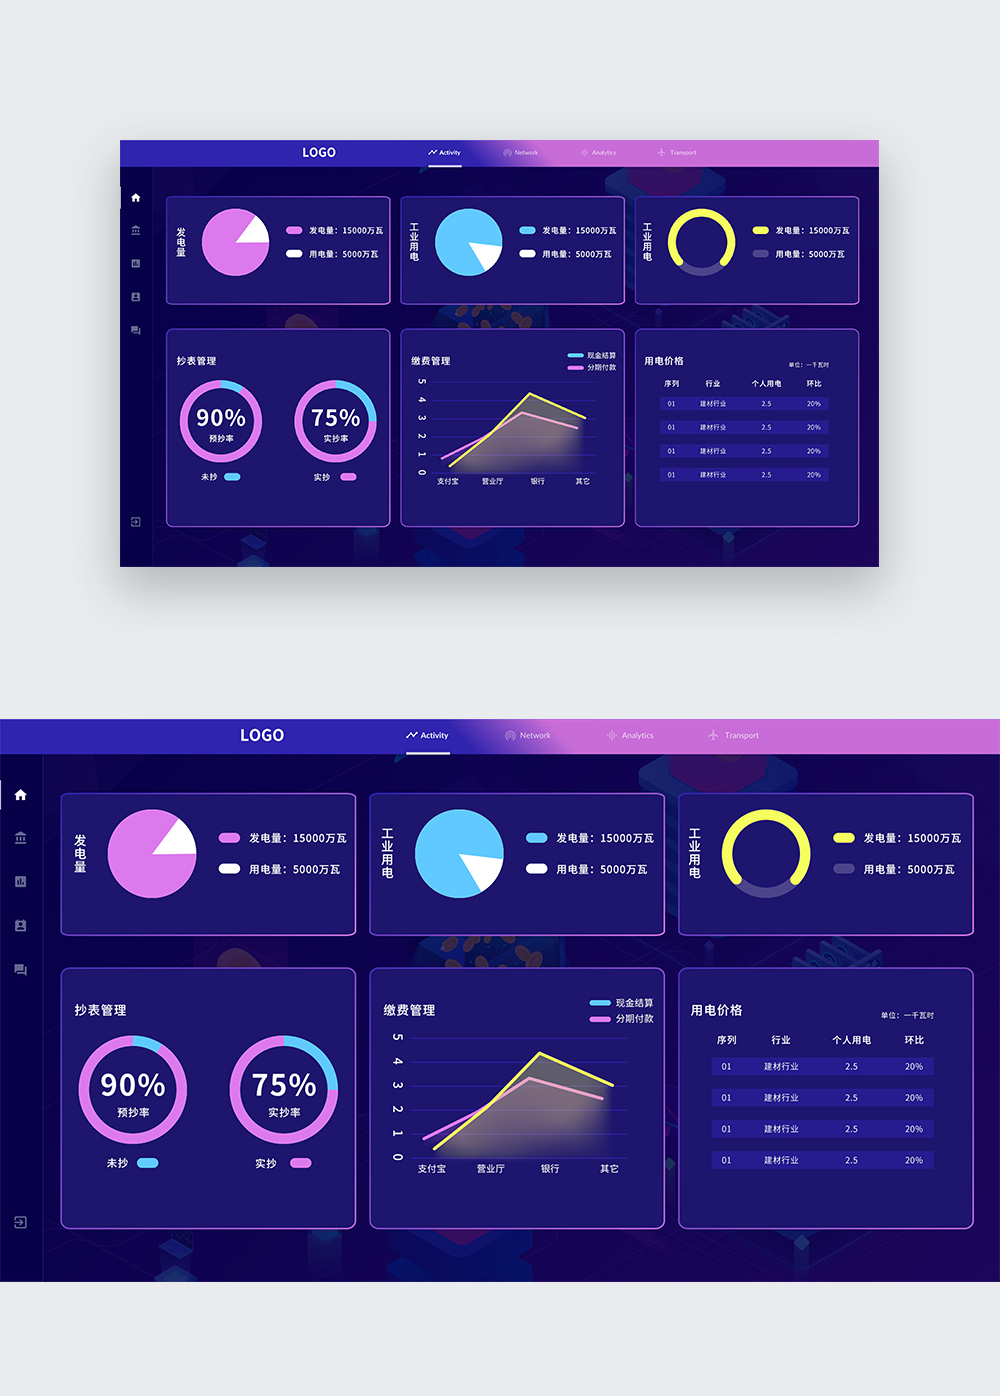 LOGO
Activity
Network
Analytics
Transport
发电量
发电量：15000万瓦
用电量：5000万瓦
工业用电
发电量：15000万瓦
用电量：5000万瓦
工业用电
发电量：15000万瓦
用电量：5000万瓦
抄表管理
90%
预抄率
75%
实抄率
未抄
实抄
缴费管理
现金结算
分期付款
5
4
3
2
1
0
支付宝 营业厅 银行 其它
用电价格
单位：一千瓦时
序列 行业 个人用电 环比
01 建材行业 2.5 20%
01 建材行业 2.5 20%
01 建材行业 2.5 20%
01 建材行业 2.5 20%
LOGO
Activity
Network
Analytics
Transport
发电量
发电量：15000万瓦
用电量：5000万瓦
工业用电
发电量：15000万瓦
用电量：5000万瓦
工业用电
发电量：15000万瓦
用电量：5000万瓦
抄表管理
90%
预抄率
75%
实抄率
未抄
实抄
缴费管理
现金结算
分期付款
5
4
3
2
1
0
支付宝 营业厅 银行 其它
用电价格
单位：一千瓦时
序列 行业 个人用电 环比
01 建材行业 2.5 20%
01 建材行业 2.5 20%
01 建材行业 2.5 20%
01 建材行业 2.5 20%